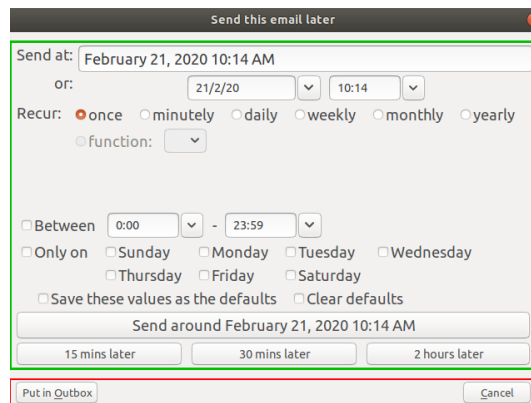 Send this email later
Send at: February 21, 2020 10:14 AM
or: 21/2/20 10:14
Recur: once minutely daily weekly monthly yearly
function:
Between 0:00 - 23:59
Only on Sunday Monday Tuesday Wednesday
Thursday Friday Saturday
Save these values as the defaults Clear defaults
Send around February 21, 2020 10:14 AM
15 mins later 30 mins later 2 hours later
Put in Outbox Cancel